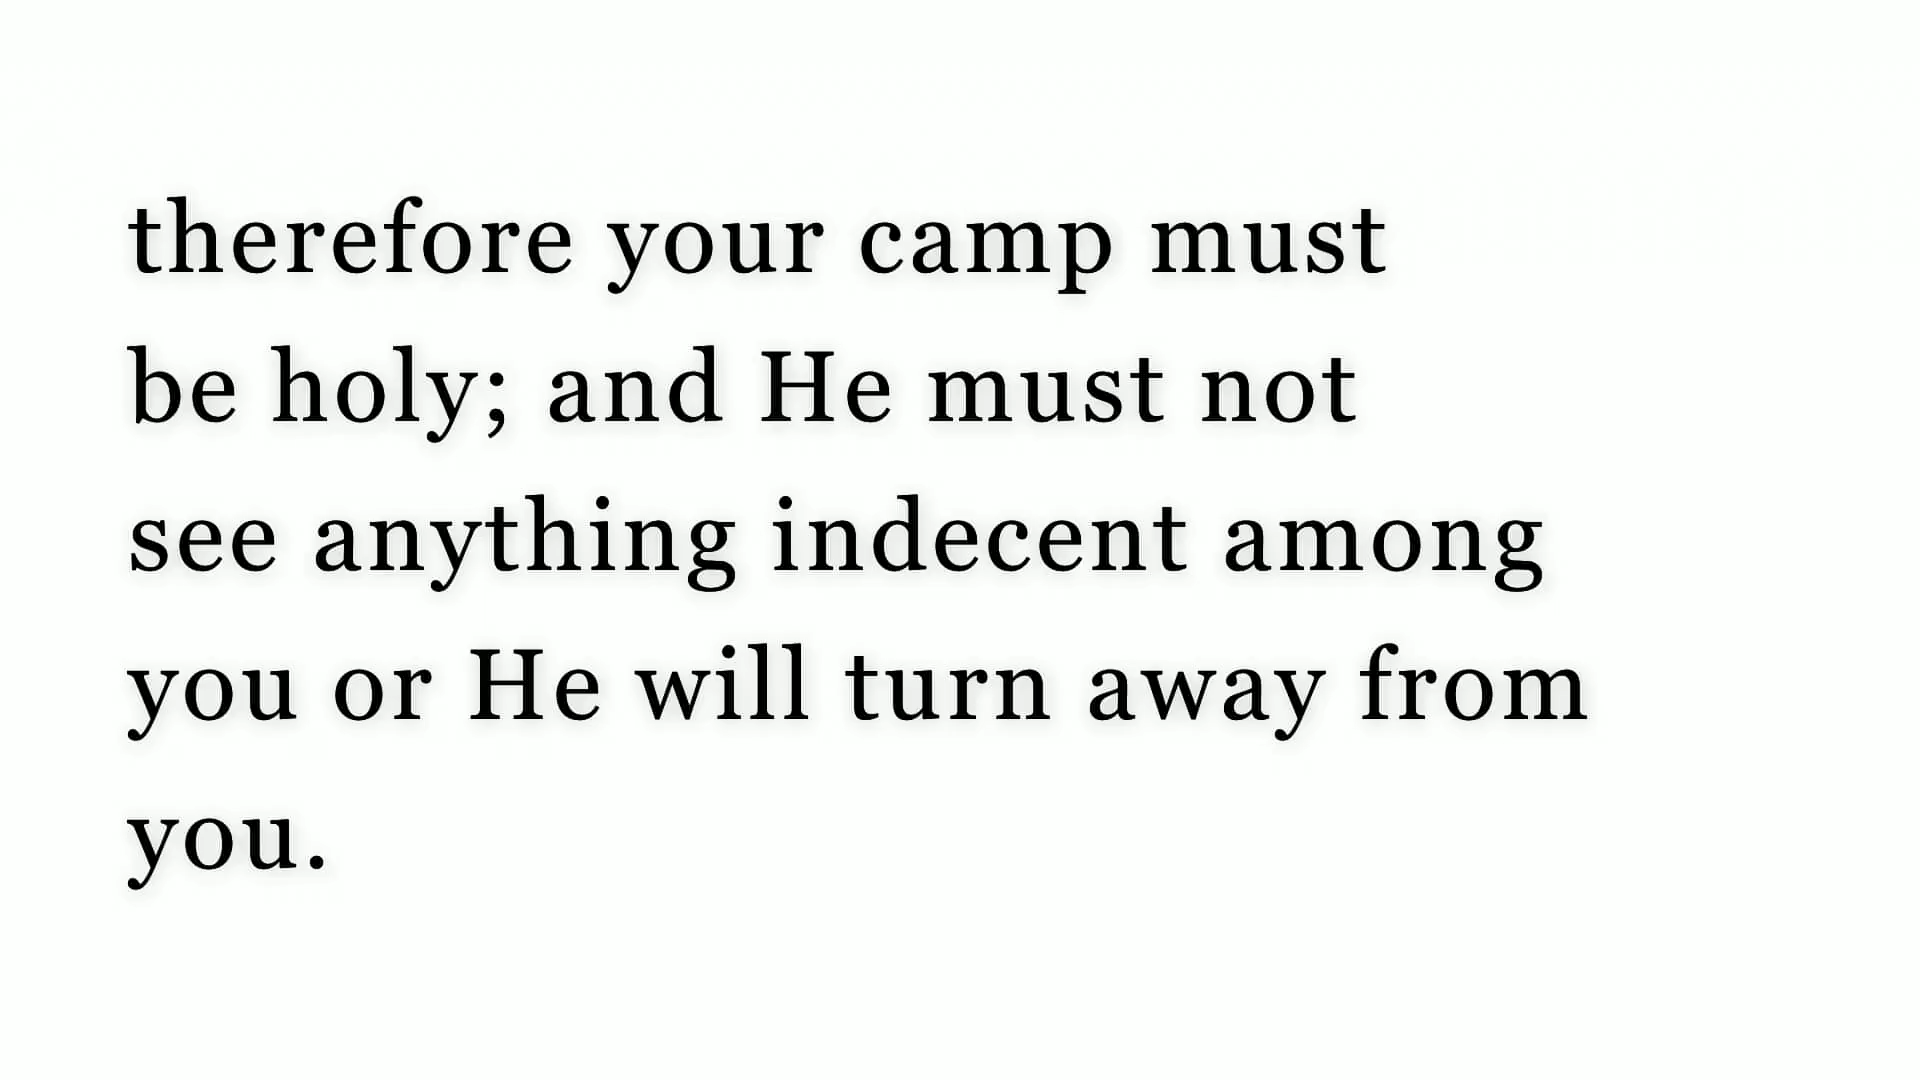 therefore your camp must
be holy; and He must not
see anything indecent among
you or He will turn away from
you.